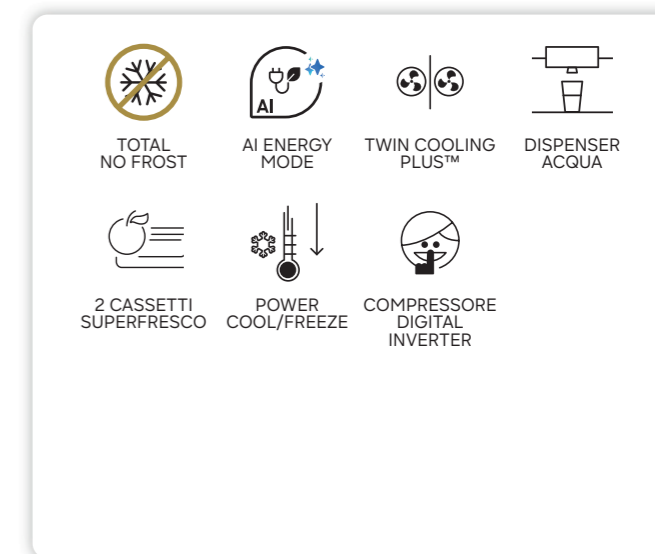 AI
TOTAL
NO FROST
AI ENERGY
MODE
TWIN COOLING
PLUS™
DISPENSER
ACQUA
2 CASSETTI
SUPERFRESCO
POWER
COOL/FREEZE
COMPRESSORE
DIGITAL
INVERTER